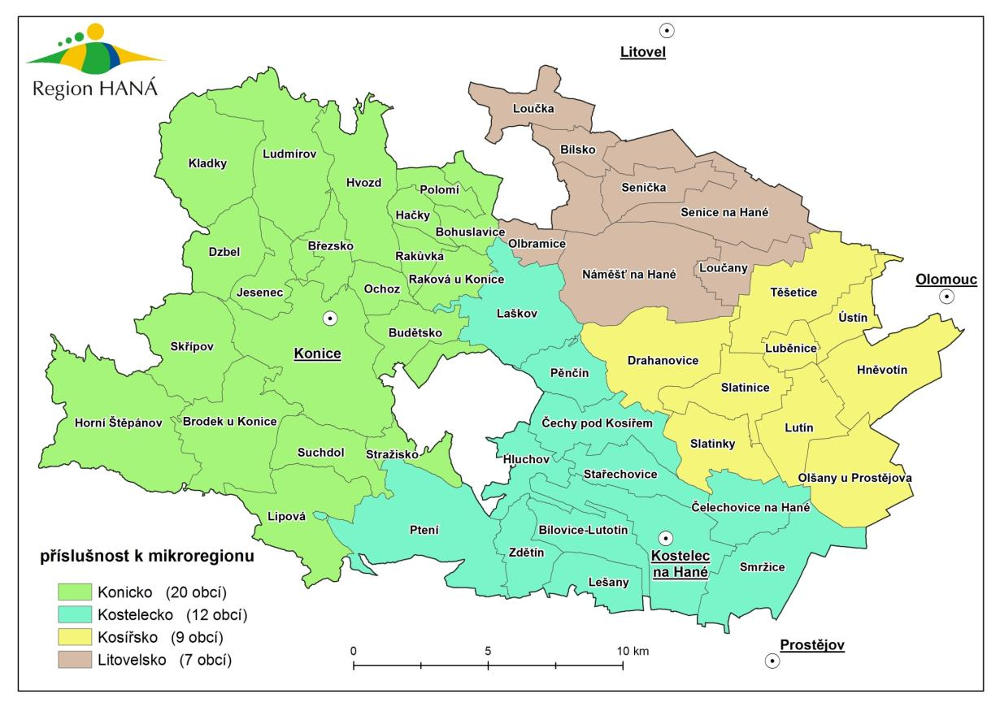 Litovel
Region HANÁ
Loučka
Bílsko
Ludmírov
Kladky
Hvozd
Senička
Polomí
Senice na Hané
Hačky
Bohuslavice
Olbramice
Březsko
Dzbel
Rakůvka
Loučany
Náměšť na Hané
Raková u Konice
Olomouc
Ochoz
Jesenec
Těšetice
Laškov
Ústín
Budětsko
Skřípov
Luběnice
Konice
Drahanovice
Hněvotín
Pěnčín
Slatinice
Horní Štěpánov
Brodek u Konice
Čechy pod Kosířem
Lutín
Slatinky
Suchdol
Stražisko
Hluchov
Stařechovice
Olšany u Prostějova
Čelechovice na Hané
Lipová
Ptení
Bílovice-Lutotín
Zdětín
Kostelec
na Hané
Smržice
Lešany
příslušnost k mikroregionu
Konicko (20 obcí)
Kostelecko (12 obcí)
Kosířsko (9 obcí)
Litovelsko (7 obcí)
0 5 10 km
Prostějov